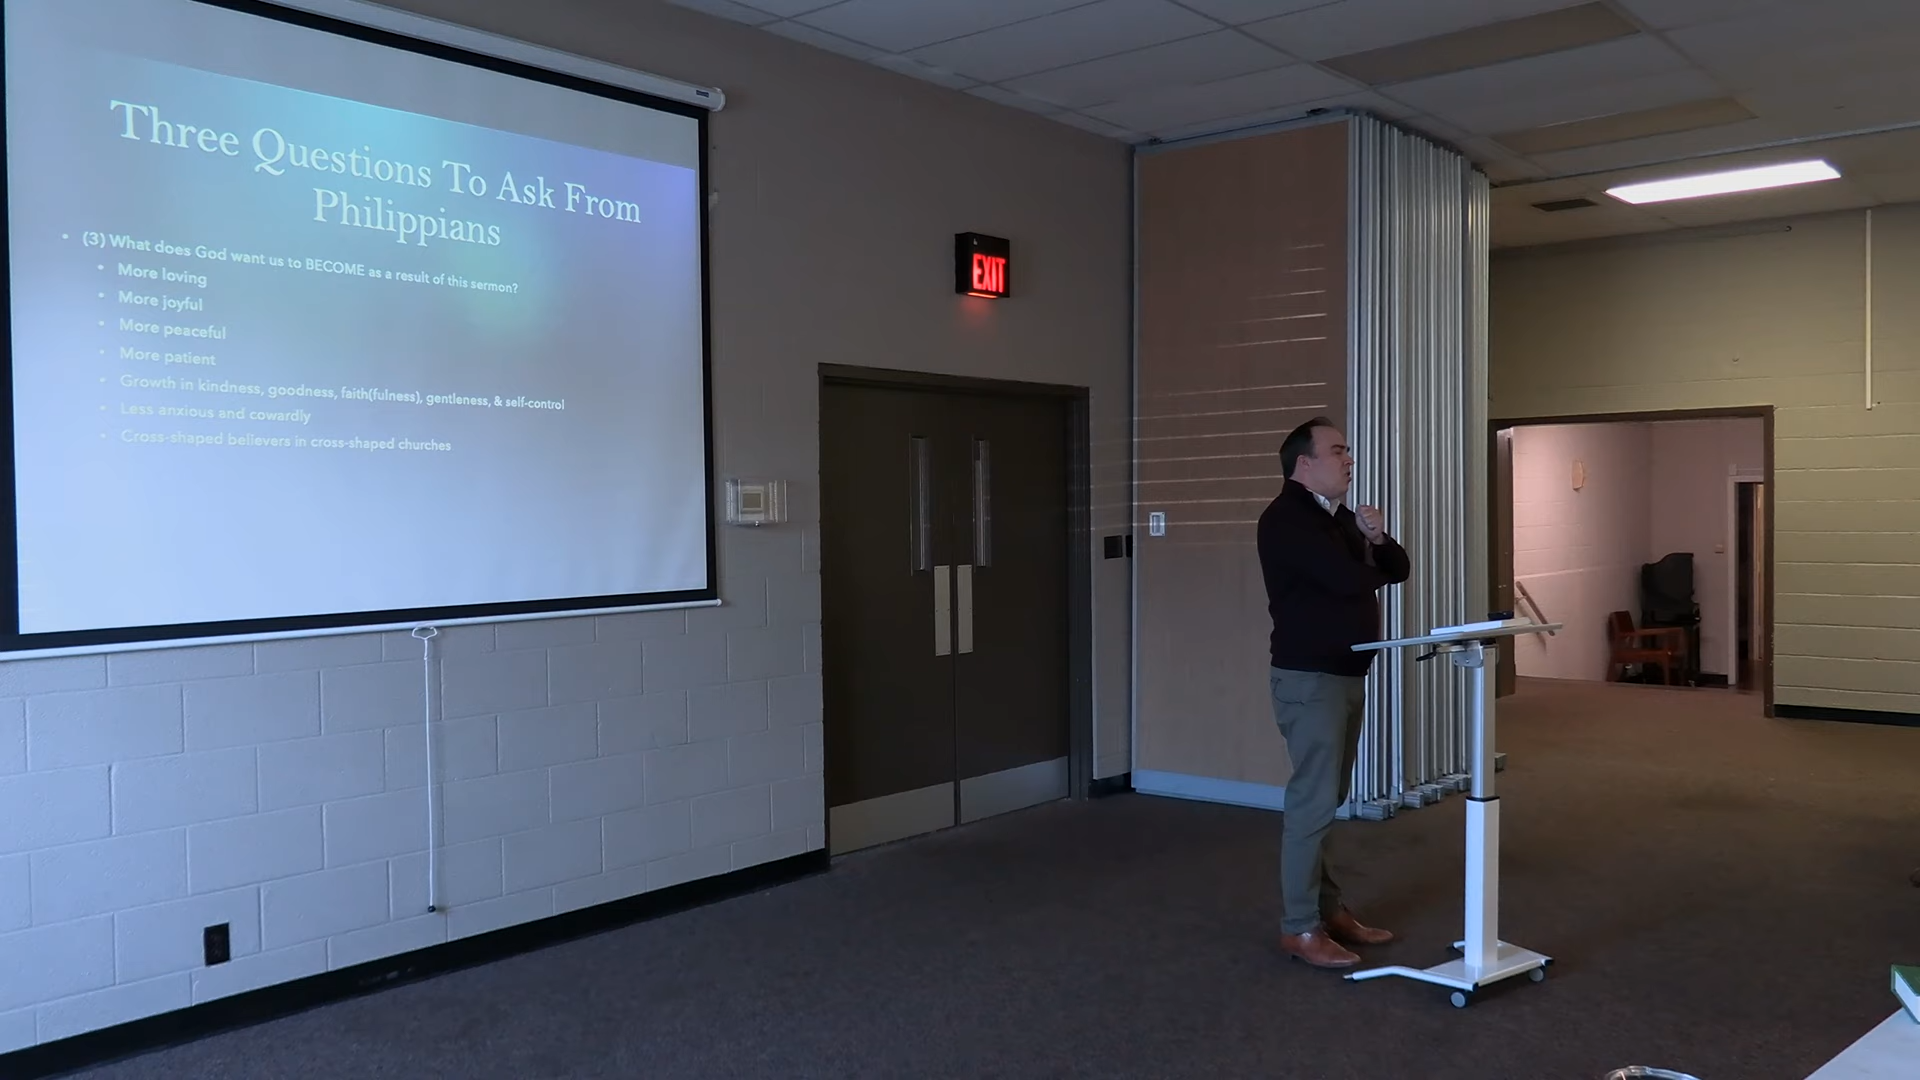 Three Questions To Ask From
Philippians
• (3) What does God want us to BECOME as a result of this sermon?
• More loving
• More joyful
• More peaceful
• More patient
• Growth in kindness, goodness, faith(fulness), gentleness, & self-control
• Less anxious and cowardly
• Cross-shaped believers in cross-shaped churches
EXIT